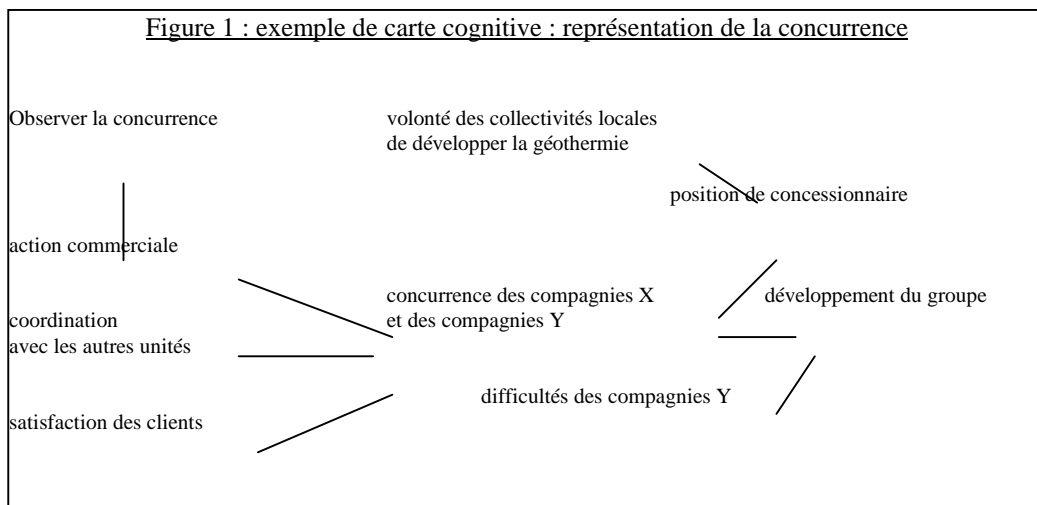 Figure 1 : exemple de carte cognitive : représentation de la concurrence
Observer la concurrence
volonté des collectivités locales
de développer la géothermie
position de concessionnaire
action commerciale
concurrence des compagnies X
et des compagnies Y
développement du groupe
coordination
avec les autres unités
difficultés des compagnies Y
satisfaction des clients